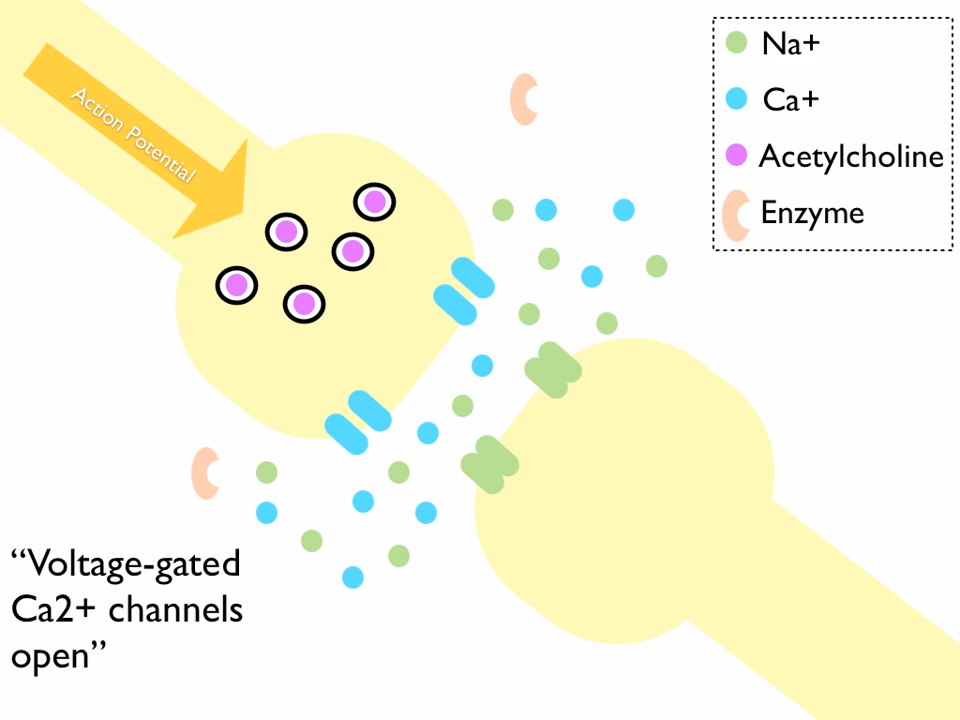 Action Potential
Na+
Ca+
Acetylcholine
Enzyme
“Voltage-gated
Ca2+ channels
open”